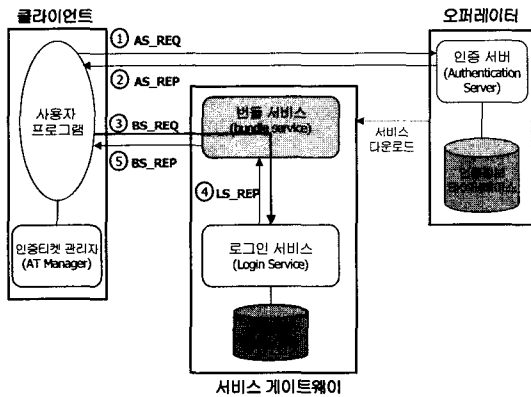 클라이언트
오퍼레이터
① AS_REQ
② AS_REP
인증 서버
(Authentication
Server)
사용자
프로그램
③ BS_REQ
⑤ BS_REP
번들 서비스
(bundle service)
서비스
다운로드
④ LS_REP
인증티켓 관리자
(AT Manager)
로그인 서비스
(Login Service)
서비스 게이트웨이